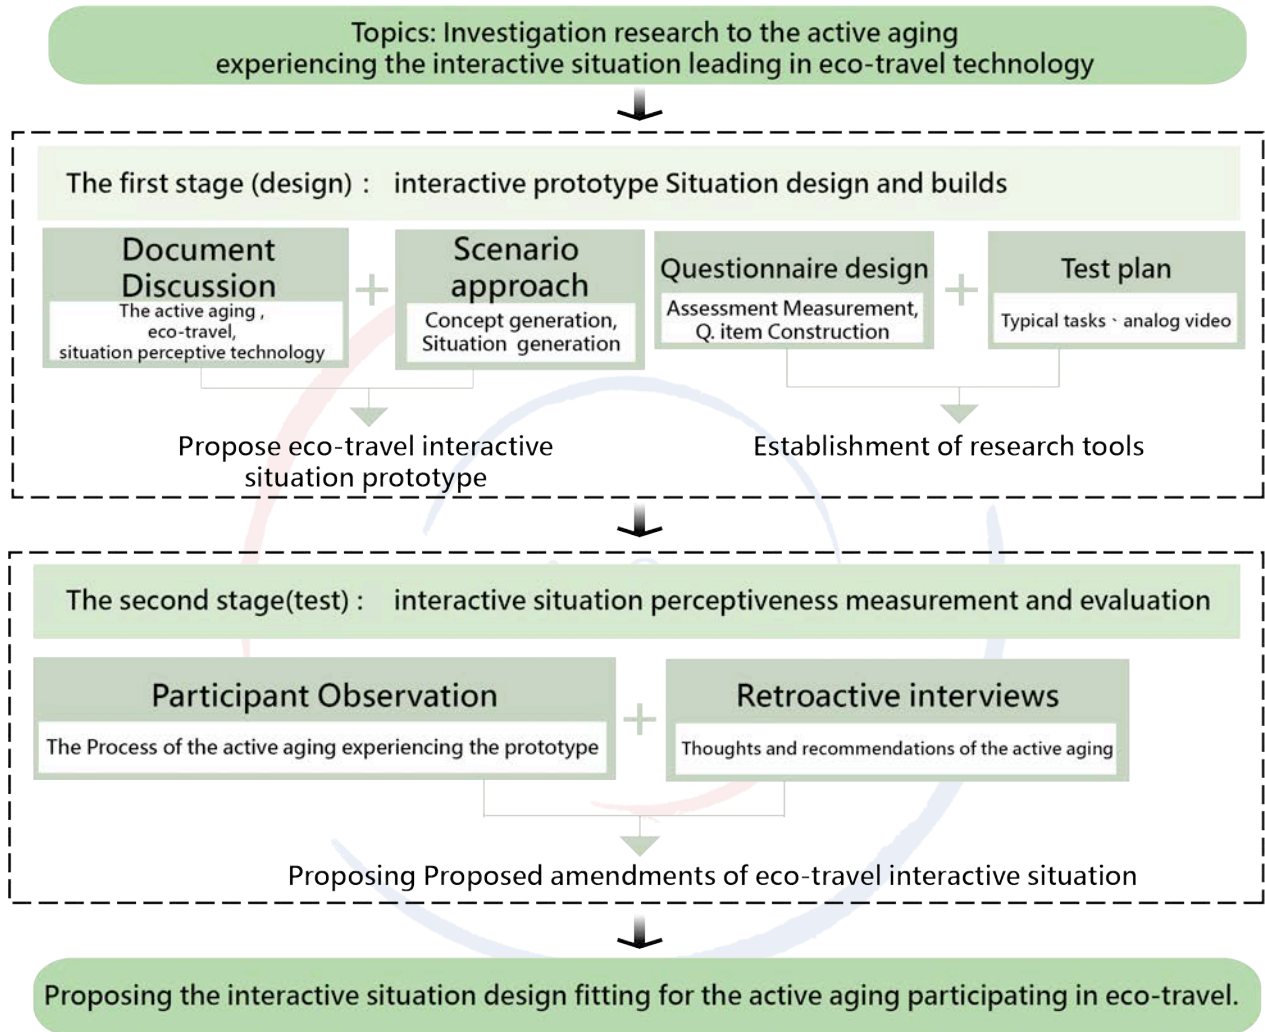 Topics: Investigation research to the active aging
experiencing the interactive situation leading in eco-travel technology
The first stage (design) :   interactive prototype Situation design and builds
Document
Discussion
The active aging ,
eco-travel,
situation perceptive technology
+
Scenario
approach
Concept generation,
Situation generation
Questionnaire design
Assessment Measurement,
Q. item Construction
+
Test plan
Typical tasks、analog video
Propose eco-travel interactive
situation prototype
Establishment of research tools
The second stage(test) :   interactive situation perceptiveness measurement and evaluation
Participant Observation
The Process of the active aging experiencing the prototype
+
Retroactive interviews
Thoughts and recommendations of the active aging
Proposing Proposed amendments of eco-travel interactive situation
Proposing the interactive situation design fitting for the active aging participating in eco-travel.